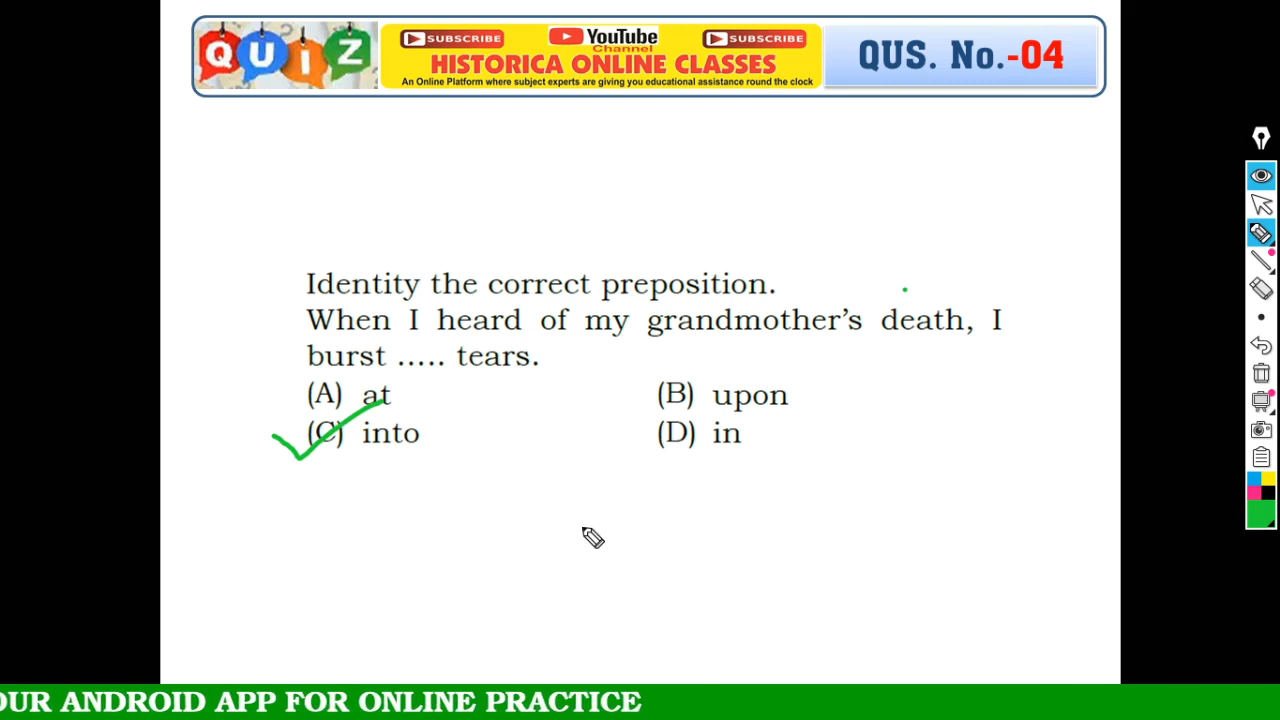 QUIZ
SUBSCRIBE YouTube SUBSCRIBE
Channel
HISTORICA ONLINE CLASSES
An Online Platform where subject experts are giving you educational assistance round the clock
QUS. No.-04
Identity the correct preposition.
When I heard of my grandmother's death, I
burst ..... tears.
(A) at (B) upon
(C) into (D) in
OUR ANDROID APP FOR ONLINE PRACTICE